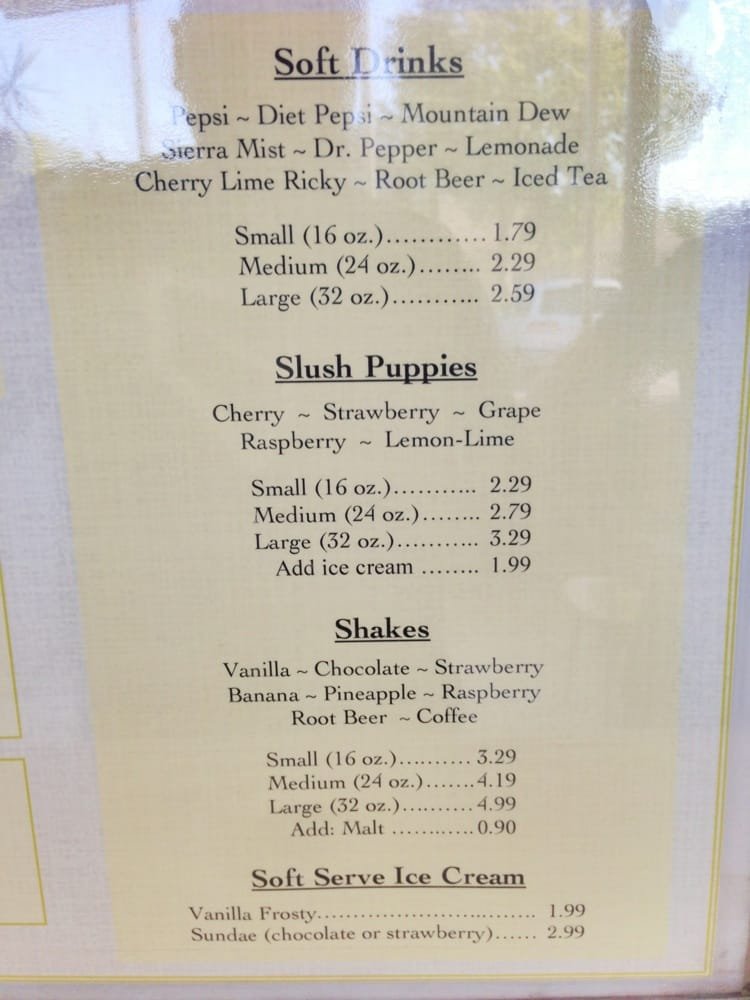 Soft Drinks
Pepsi ~ Diet Pepsi ~ Mountain Dew
Sierra Mist ~ Dr. Pepper ~ Lemonade
Cherry Lime Ricky ~ Root Beer ~ Iced Tea
Small (16 oz.)............ 1.79
Medium (24 oz.)........ 2.29
Large (32 oz.)........... 2.59
Slush Puppies
Cherry ~ Strawberry ~ Grape
Raspberry ~ Lemon-Lime
Small (16 oz.)........... 2.29
Medium (24 oz.)........ 2.79
Large (32 oz.)........... 3.29
Add ice cream ........ 1.99
Shakes
Vanilla ~ Chocolate ~ Strawberry
Banana ~ Pineapple ~ Raspberry
Root Beer ~ Coffee
Small (16 oz.).......... 3.29
Medium (24 oz.).......4.19
Large (32 oz.).......... 4.99
Add: Malt ............0.90
Soft Serve Ice Cream
Vanilla Frosty............................... 1.99
Sundae (chocolate or strawberry)...... 2.99